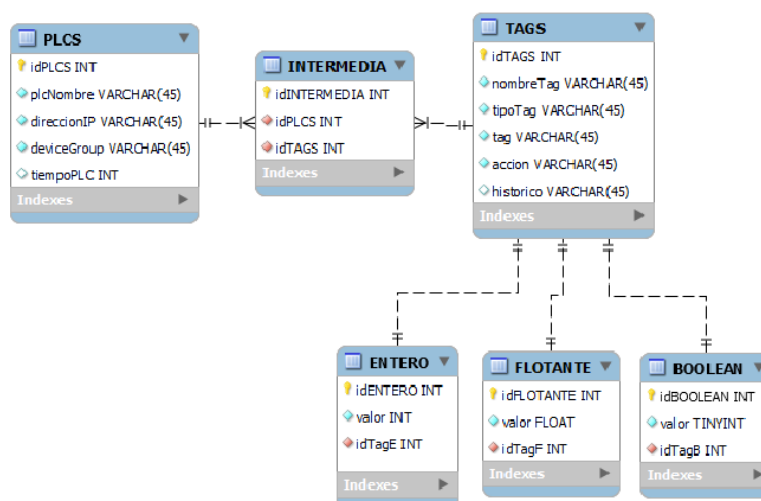 PLCS
idPLCS INT
plcNombre VARCHAR(45)
direccionIP VARCHAR(45)
deviceGroup VARCHAR(45)
tiempoPLC INT
Indexes
INTERMEDIA
idINTERMEDIA INT
idPLCS INT
idTAGS INT
Indexes
TAGS
idTAGS INT
nombreTag VARCHAR(45)
tipoTag VARCHAR(45)
tag VARCHAR(45)
accion VARCHAR(45)
historico VARCHAR(45)
Indexes
ENTERO
idENTERO INT
valor INT
idTagE INT
Indexes
FLOTANTE
idFLOTANTE INT
valor FLOAT
idTagF INT
Indexes
BOOLEAN
idBOOLEAN INT
valor TINYINT
idTagB INT
Indexes